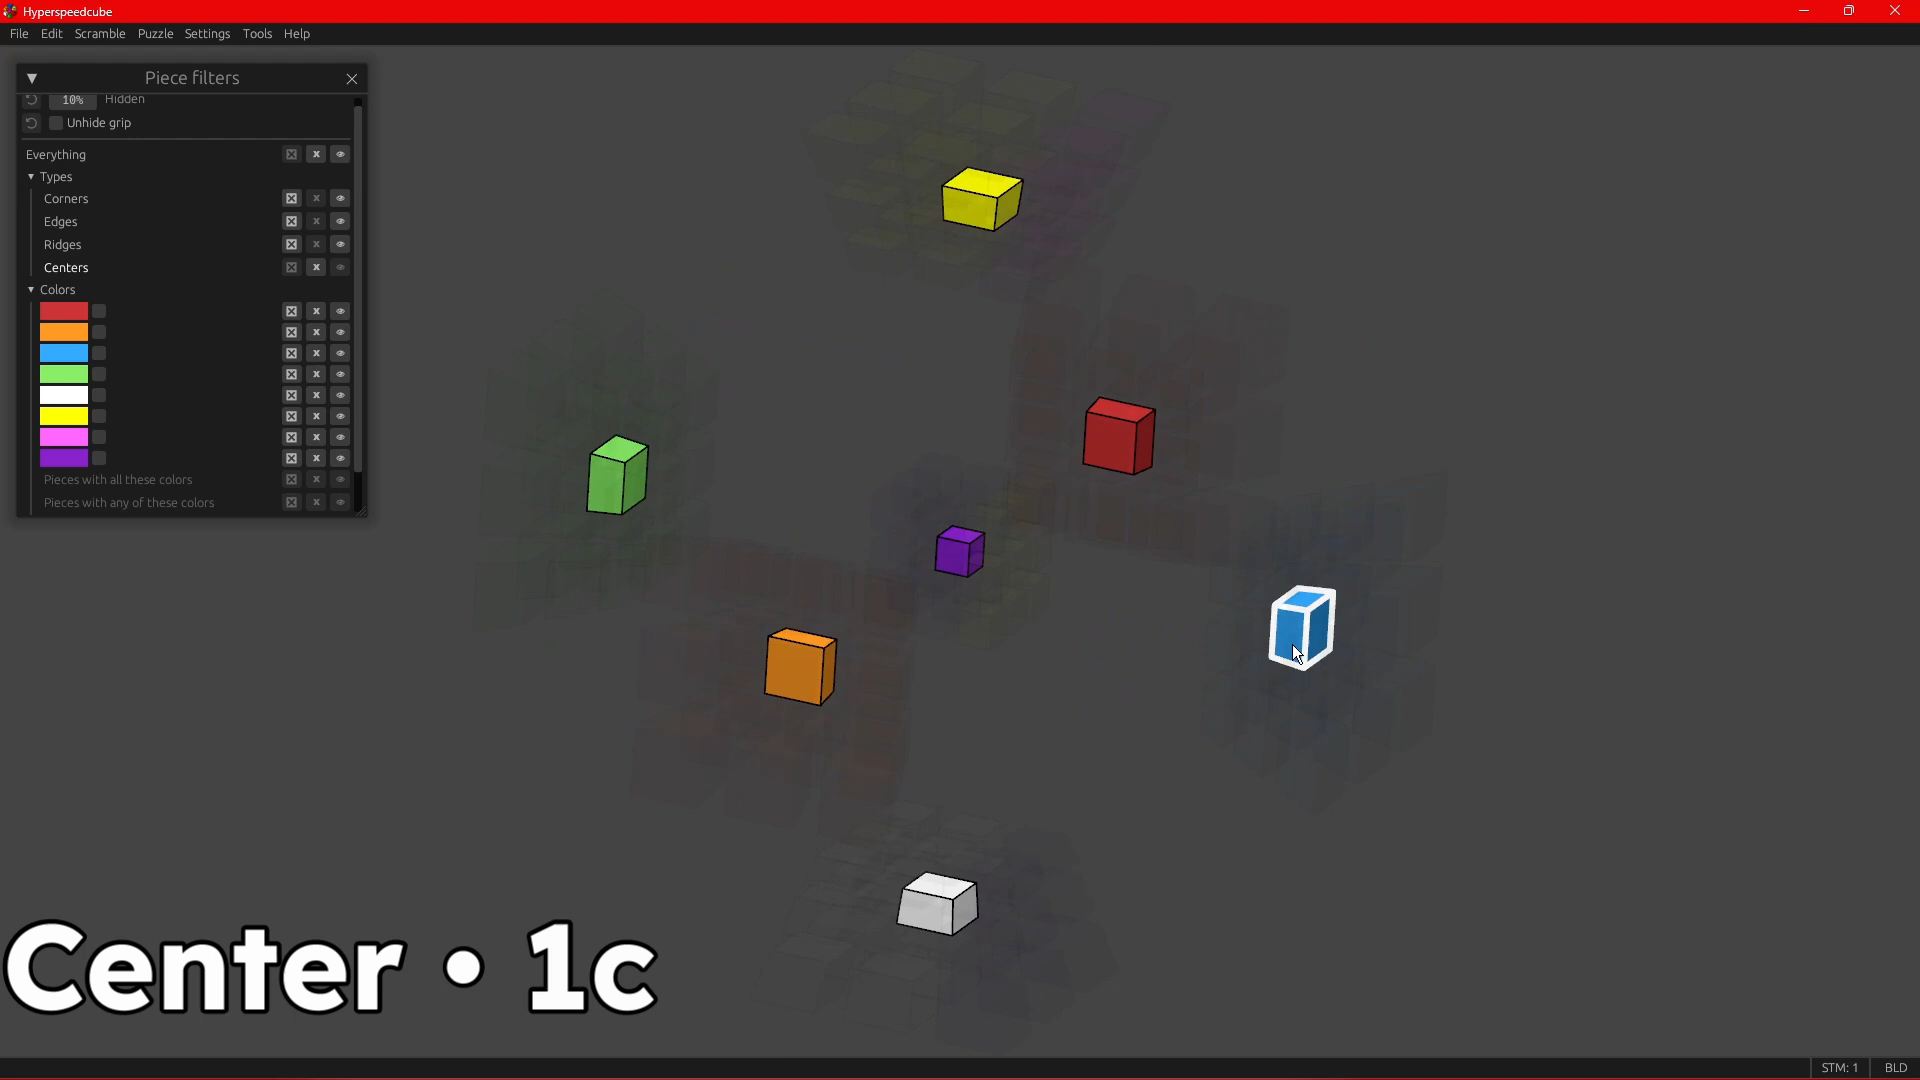 Hyperspeedcube
File Edit Scramble Puzzle Settings Tools Help
Piece filters
10% Hidden
Unhide grip
Everything
Types
Corners
Edges
Ridges
Centers
Colors
Pieces with all these colors
Pieces with any of these colors
Center • 1c
STM: 1 BLD